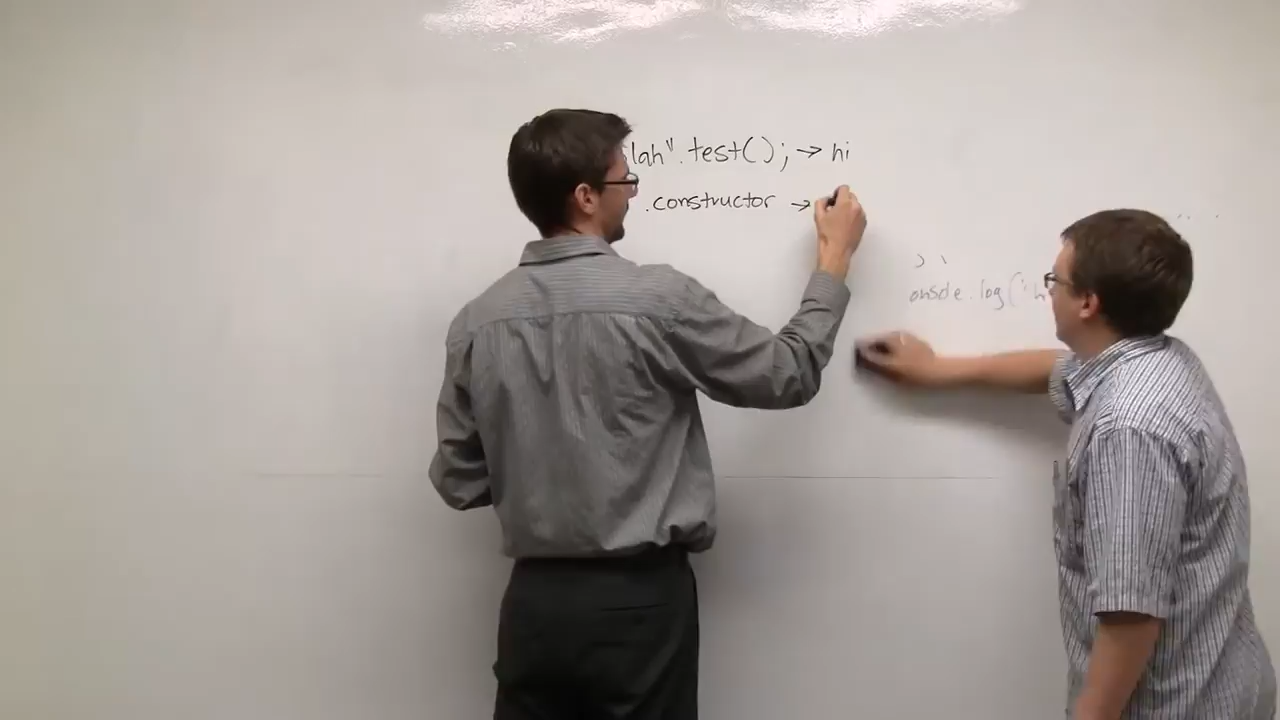 lah".test(); → hi
.constructor →
onsole.log("h